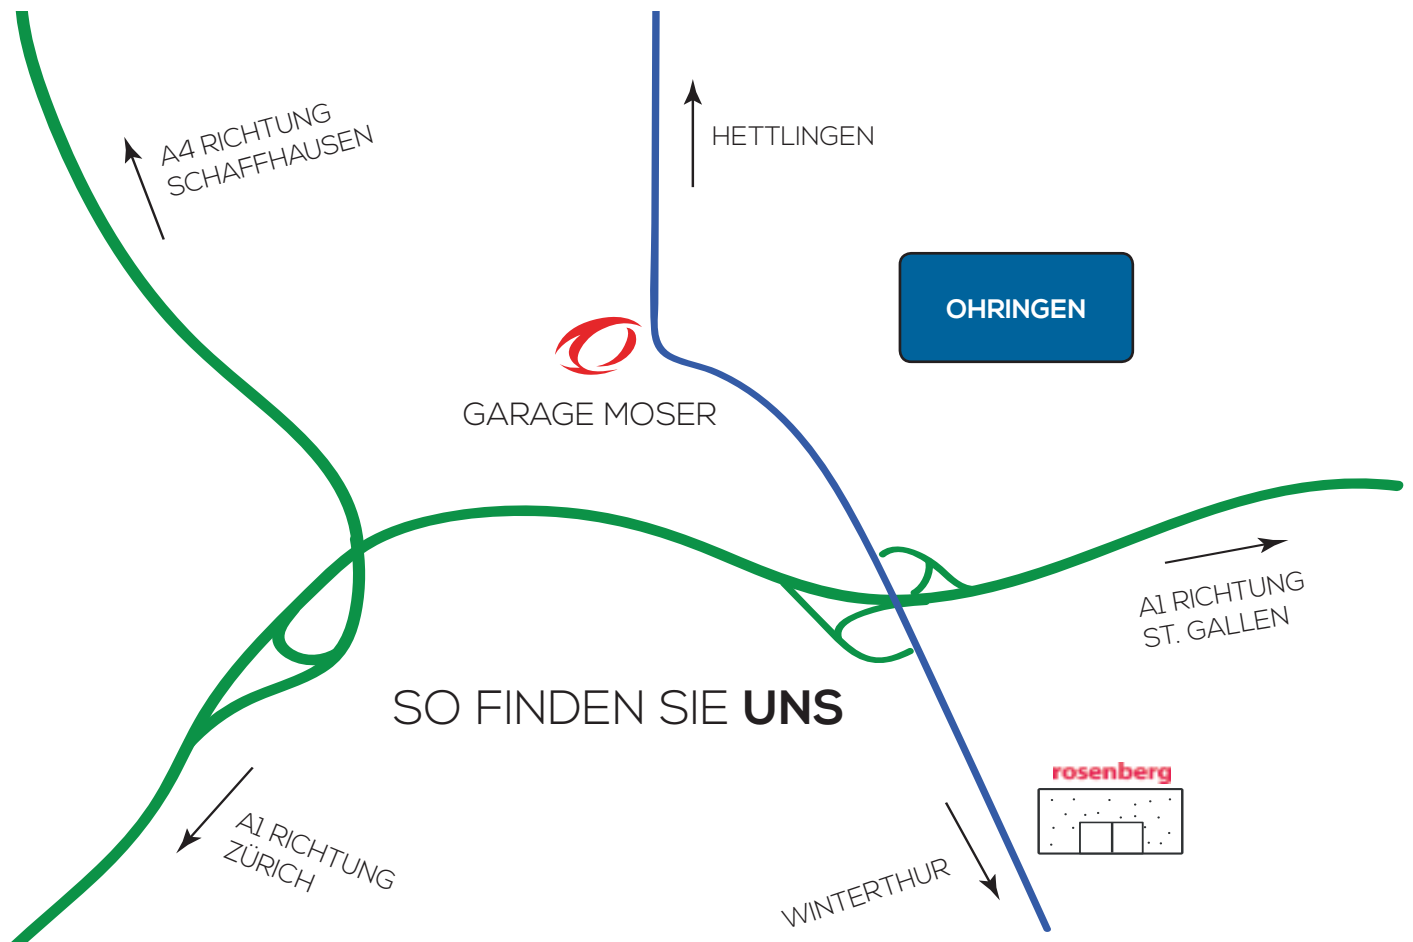 A4 RICHTUNG
SCHAFFHAUSEN
HETTLINGEN
OHRINGEN
GARAGE MOSER
A1 RICHTUNG
ST. GALLEN
SO FINDEN SIE UNS
rosenberg
A1 RICHTUNG
ZÜRICH
WINTERTHUR